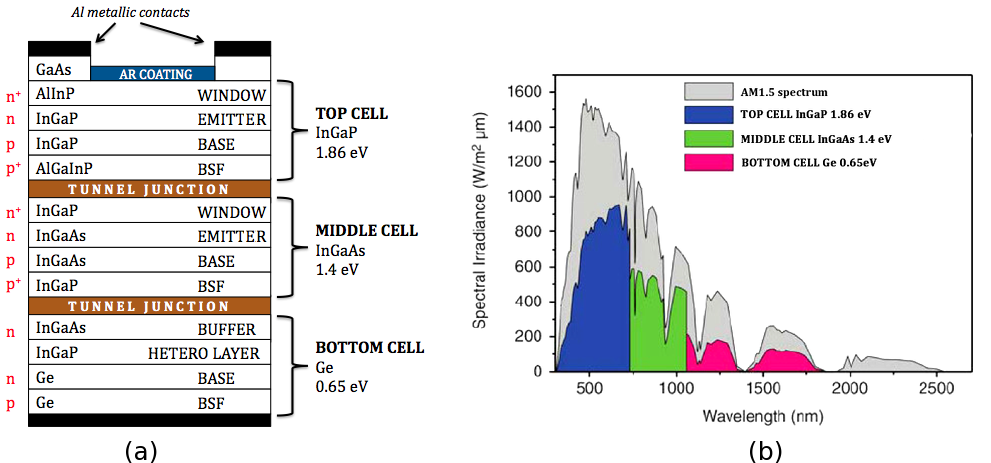 Al metallic contacts
GaAs
AR COATING
n⁺ AlInP WINDOW
n InGaP EMITTER
p InGaP BASE
p⁺ AlGaInP BSF
TOP CELL
InGaP
1.86 eV
TUNNEL JUNCTION
n⁺ InGaP WINDOW
n InGaAs EMITTER
p InGaAs BASE
p⁺ InGaP BSF
MIDDLE CELL
InGaAs
1.4 eV
TUNNEL JUNCTION
n InGaAs BUFFER
InGaP HETERO LAYER
n Ge BASE
p Ge BSF
BOTTOM CELL
Ge
0.65 eV
(a)
Spectral Irradiance (W/m² µm)
1600
1400
1200
1000
800
600
400
200
0
AM1.5 spectrum
TOP CELL InGaP 1.86 eV
MIDDLE CELL InGaAs 1.4 eV
BOTTOM CELL Ge 0.65eV
500 1000 1500 2000 2500
Wavelength (nm)
(b)